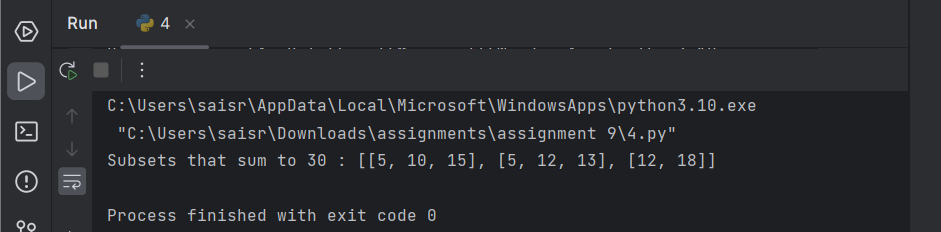 Run 4
C:\Users\saisr\AppData\Local\Microsoft\WindowsApps\python3.10.exe
"C:\Users\saisr\Downloads\assignments\assignment 9\4.py"
Subsets that sum to 30 : [[5, 10, 15], [5, 12, 13], [12, 18]]
Process finished with exit code 0